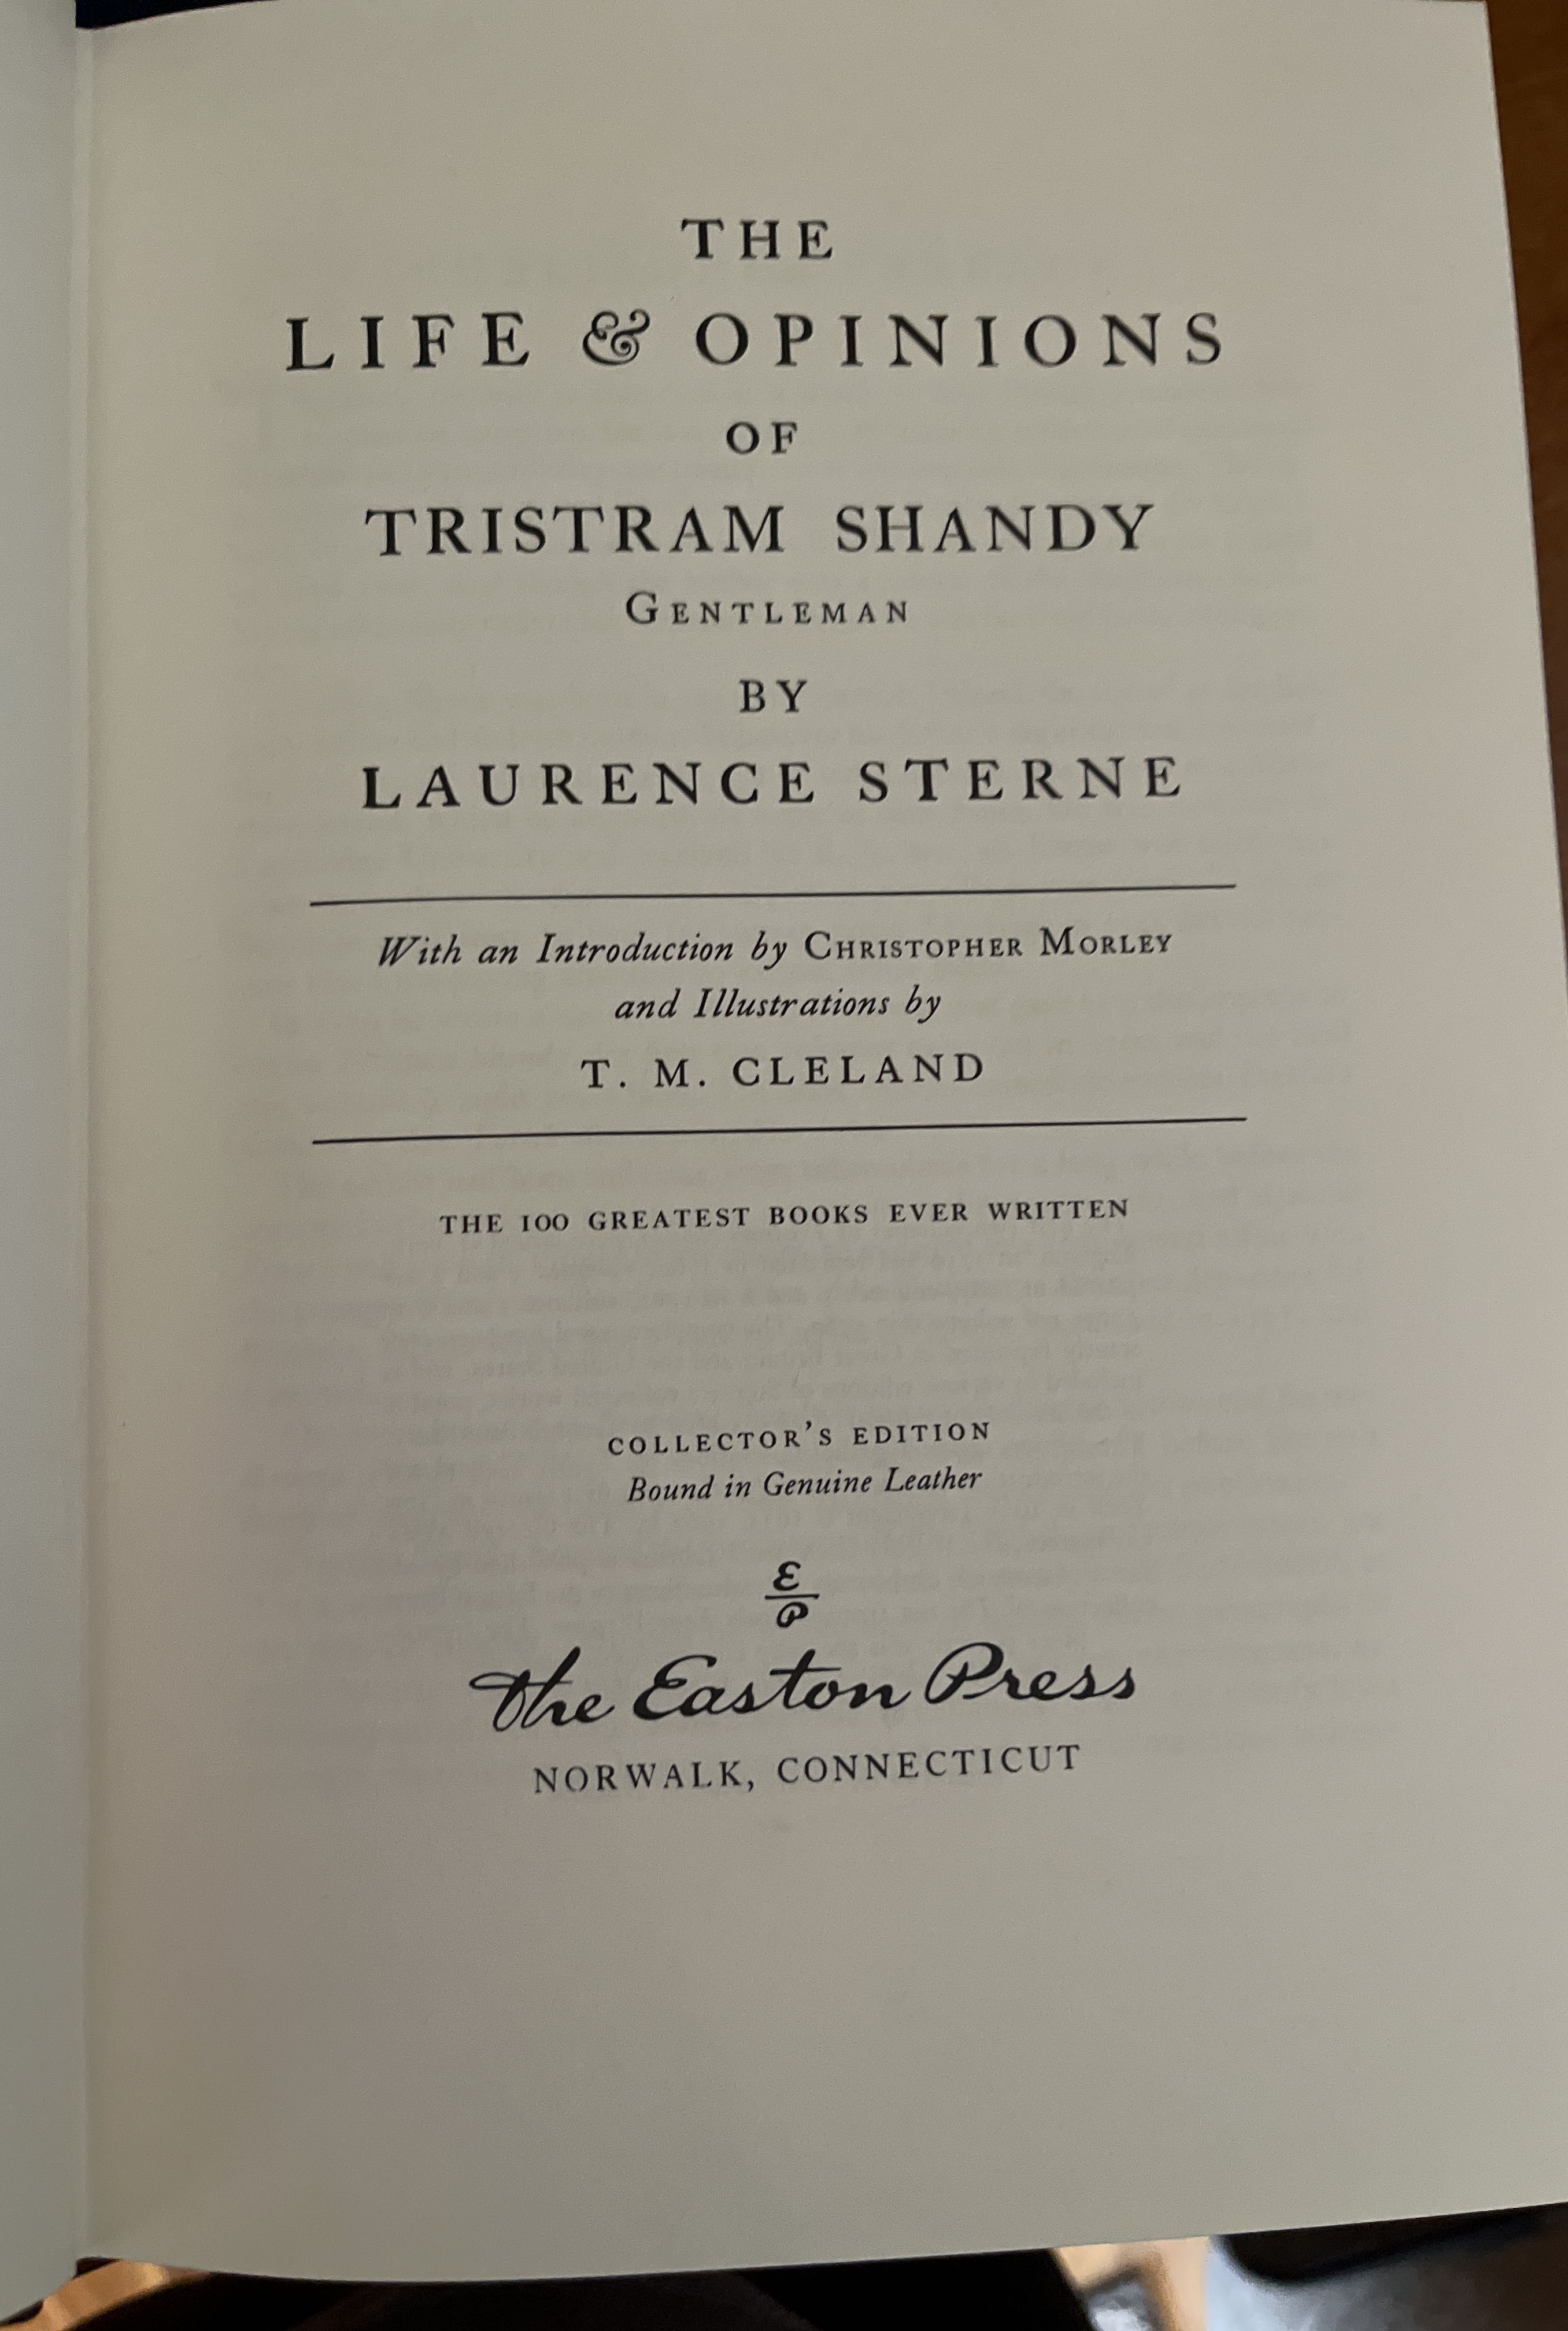 THE
LIFE & OPINIONS
OF
TRISTRAM SHANDY
GENTLEMAN
BY
LAURENCE STERNE
With an Introduction by CHRISTOPHER MORLEY
and Illustrations by
T. M. CLELAND
THE 100 GREATEST BOOKS EVER WRITTEN
COLLECTOR'S EDITION
Bound in Genuine Leather
E
P
The Easton Press
NORWALK, CONNECTICUT